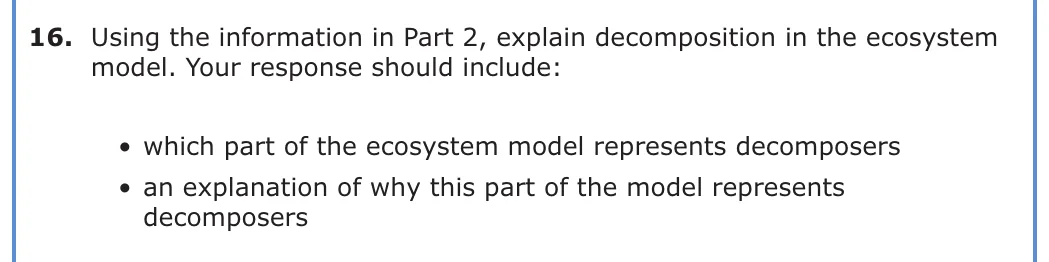 16. Using the information in Part 2, explain decomposition in the ecosystem
model. Your response should include:
• which part of the ecosystem model represents decomposers
• an explanation of why this part of the model represents
decomposers